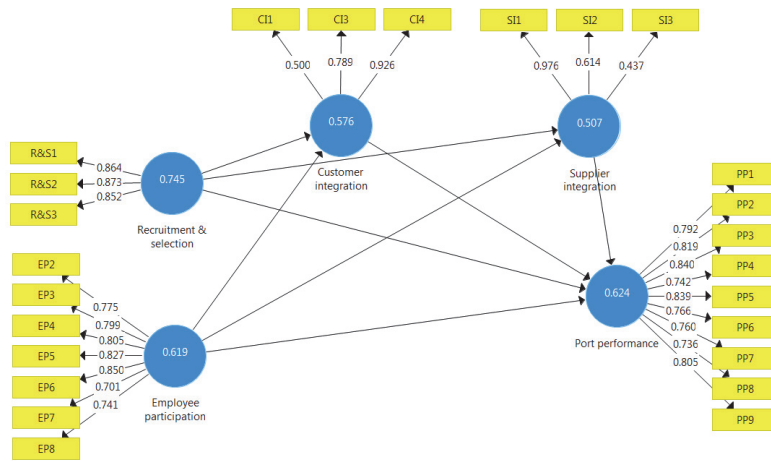 CI1
CI3
CI4
SI1
SI2
SI3
0.500
0.789
0.926
0.976
0.614
0.437
0.576
Customer
integration
0.507
Supplier
integration
R&S1
R&S2
R&S3
0.864
0.873
0.852
0.745
Recruitment &
selection
EP2
EP3
EP4
EP5
EP6
EP7
EP8
0.775
0.799
0.805
0.827
0.850
0.701
0.741
0.619
Employee
participation
0.624
Port performance
0.792
0.819
0.840
0.742
0.839
0.766
0.760
0.736
0.805
PP1
PP2
PP3
PP4
PP5
PP6
PP7
PP8
PP9